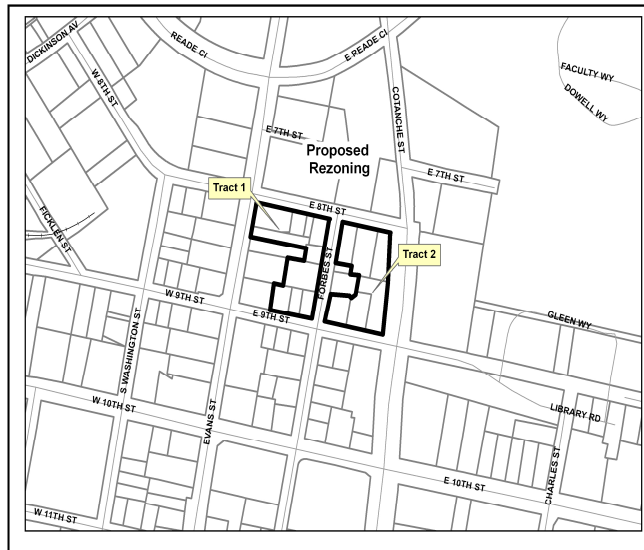 DICKINSON AV
READE CI
E READE CI
W 8TH ST
COTANCHE ST
FACULTY WY
DOWELL WY
E 7TH ST
Proposed
Rezoning
E 7TH ST
Tract 1
E 8TH ST
FICKLEN ST
Tract 2
FORBES ST
W 9TH ST
E 9TH ST
GLEEN WY
S WASHINGTON ST
EVANS ST
LIBRARY RD
W 10TH ST
CHARLES ST
E 10TH ST
W 11TH ST